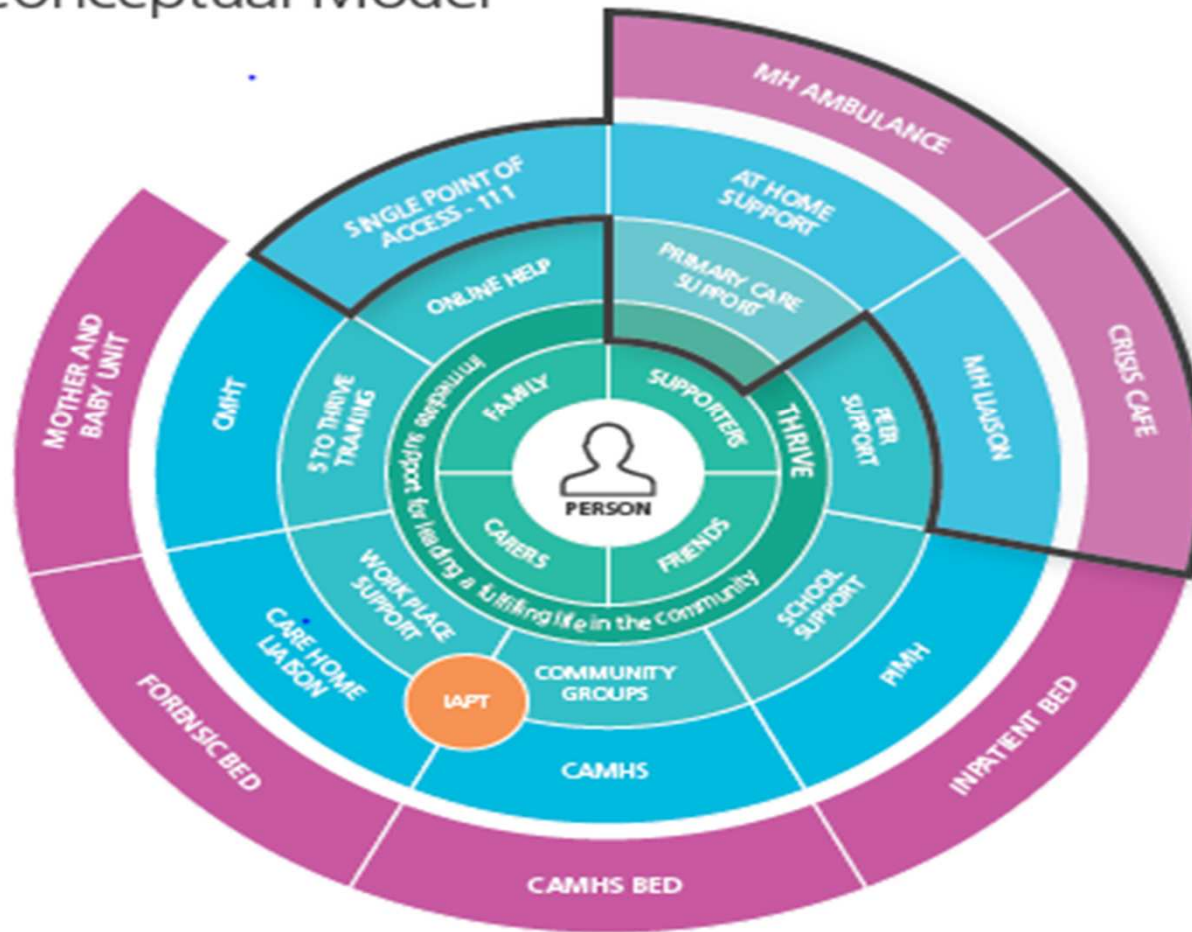 Conceptual Model
MH AMBULANCE
CRISIS CAFE
INPATIENT BED
CAMHS BED
FORENSIC BED
MOTHER AND
BABY UNIT
SINGLE POINT OF
ACCESS - 111
AT HOME
SUPPORT
MH LIAISON
PIMH
CAMHS
CARE HOME
LIAISON
CMHT
ONLINE HELP
PRIMARY CARE
SUPPORT
PEER
SUPPORT
SCHOOL
SUPPORT
COMMUNITY
GROUPS
IAPT
WORK PLACE
SUPPORT
5 TO THRIVE
TRAINING
THRIVE
Immersive support for leading a fulfilling life in the community
FAMILY
SUPPORTERS
FRIENDS
CARERS
PERSON